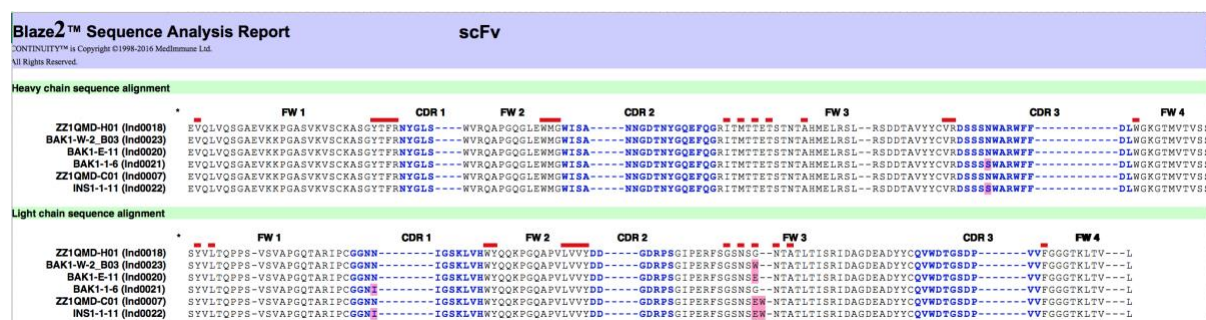 Blaze2™ Sequence Analysis Report scFv
CONTINUITY™ is Copyright ©1998-2016 MedImmune Ltd.
All Rights Reserved.
Heavy chain sequence alignment
* FW 1 CDR 1 FW 2 CDR 2 FW 3 CDR 3 FW 4
ZZ1QMD-H01 (Ind0018) EVQLVQSGAEVKKPGASVKVSCKASGYTFRNYGLS----WVRQAPGQGLEWMGWISA-----NNGDTNYGQEFQGRITMTTETSTNTAHMELRSL--RSDDTAVYYCVRDSSSNWARWFF------------DLWGKGTMVTVSS
BAK1-W-2_B03 (Ind0023) EVQLVQSGAEVKKPGASVKVSCKASGYTFRNYGLS----WVRQAPGQGLEWMGWISA-----NNGDTNYGQEFQGRITMTTETSTNTAHMELRSL--RSDDTAVYYCVRDSSSNWARWFF------------DLWGKGTMVTVSS
BAK1-E-11 (Ind0020) EVQLVQSGAEVKKPGASVKVSCKASGYTFRNYGLS----WVRQAPGQGLEWMGWISA-----NNGDTNYGQEFQGRITMTTETSTNTAHMELRSL--RSDDTAVYYCVRDSSSNWARWFF------------DLWGKGTMVTVSS
BAK1-1-6 (Ind0021) EVQLVQSGAEVKKPGASVKVSCKASGYTFRNYGLS----WVRQAPGQGLEWMGWISA-----NNGDTNYGQEFQGRITMTTETSTNTAHMELRSL--RSDDTAVYYCVRDSSSSWARWFF------------DLWGKGTMVTVSS
ZZ1QMD-C01 (Ind0007) EVQLVQSGAEVKKPGASVKVSCKASGYTFRNYGLS----WVRQAPGQGLEWMGWISA-----NNGDTNYGQEFQGRITMTTETSTNTAHMELRSL--RSDDTAVYYCVRDSSSNWARWFF------------DLWGKGTMVTVSS
INS1-1-11 (Ind0022) EVQLVQSGAEVKKPGASVKVSCKASGYTFRNYGLS----WVRQAPGQGLEWMGWISA-----NNGDTNYGQEFQGRITMTTETSTNTAHMELRSL--RSDDTAVYYCVRDSSSSWARWFF------------DLWGKGTMVTVSS
Light chain sequence alignment
* FW 1 CDR 1 FW 2 CDR 2 FW 3 CDR 3 FW 4
ZZ1QMD-H01 (Ind0018) SYVLTQPPS-VSVAPGQTARIPCGGNN--------IGSKLVHWYQQKPGQAPVLVVYDD-----GDRPSGIPERFSGSNSG--NTATLTISRIDAGDEADYYCQVWDTGSDP--------VVFGGGTKLTV---L
BAK1-W-2_B03 (Ind0023) SYVLTQPPS-VSVAPGQTARIPCGGNN--------IGSKLVHWYQQKPGQAPVLVVYDD-----GDRPSGIPERFSGSNSW--NTATLTISRIDAGDEADYYCQVWDTGSDP--------VVFGGGTKLTV---L
BAK1-E-11 (Ind0020) SYVLTQPPS-VSVAPGQTARIPCGGNN--------IGSKLVHWYQQKPGQAPVLVVYDD-----GDRPSGIPERFSGSNSE--NTATLTISRIDAGDEADYYCQVWDTGSDP--------VVFGGGTKLTV---L
BAK1-1-6 (Ind0021) SYVLTQPPS-VSVAPGQTARIPCGGNI--------IGSKLVHWYQQKPGQAPVLVVYDD-----GDRPSGIPERFSGSNSG--NTATLTISRIDAGDEADYYCQVWDTGSDP--------VVFGGGTKLTV---L
ZZ1QMD-C01 (Ind0007) SYVLTQPPS-VSVAPGQTARIPCGGNN--------IGSKLVHWYQQKPGQAPVLVVYDD-----GDRPSGIPERFSGSNSEW-NTATLTISRIDAGDEADYYCQVWDTGSDP--------VVFGGGTKLTV---L
INS1-1-11 (Ind0022) SYVLTQPPS-VSVAPGQTARIPCGGNI--------IGSKLVHWYQQKPGQAPVLVVYDD-----GDRPSGIPERFSGSNSEW-NTATLTISRIDAGDEADYYCQVWDTGSDP--------VVFGGGTKLTV---L